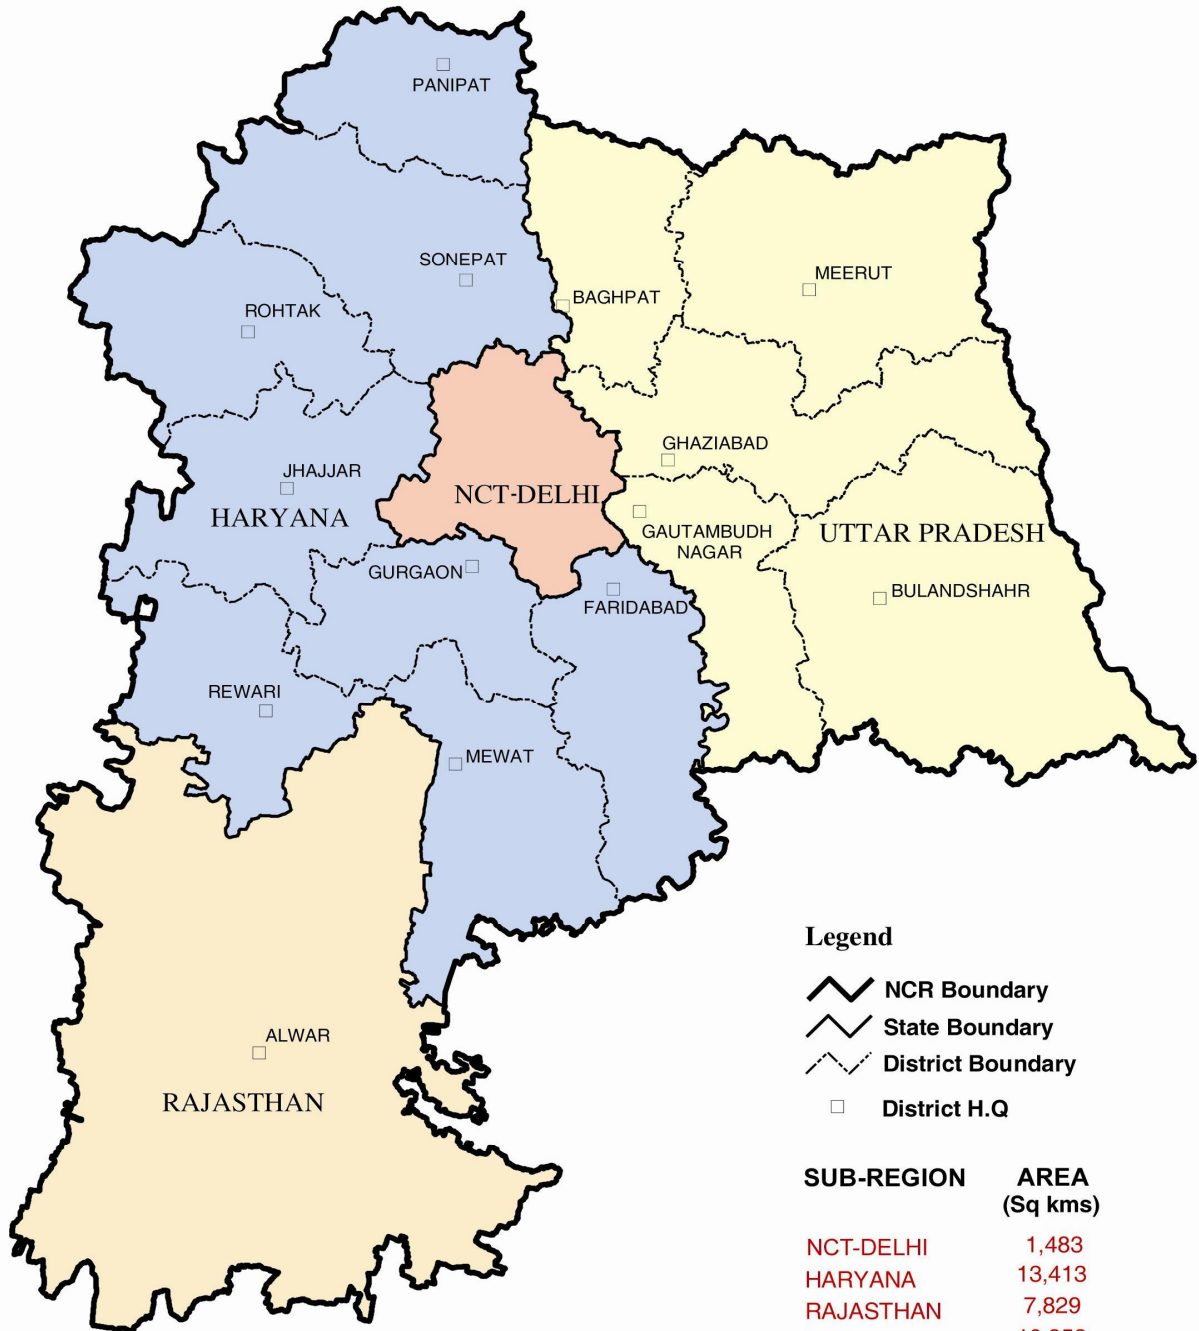 PANIPAT
SONEPAT
MEERUT
BAGHPAT
ROHTAK
GHAZIABAD
JHAJJAR
NCT-DELHI
HARYANA
GAUTAMBUDH
NAGAR
UTTAR PRADESH
GURGAON
FARIDABAD
BULANDSHAHR
REWARI
MEWAT
ALWAR
RAJASTHAN
Legend
NCR Boundary
State Boundary
District Boundary
District H.Q
SUB-REGION AREA
(Sq kms)
NCT-DELHI 1,483
HARYANA 13,413
RAJASTHAN 7,829